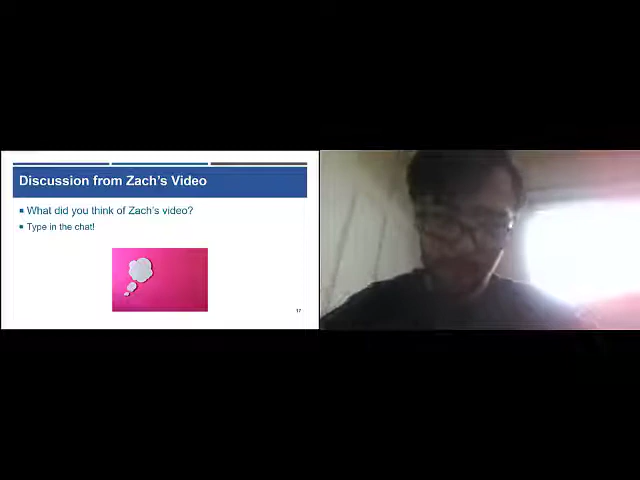 Discussion from Zach's Video
What did you think of Zach's video?
Type in the chat!
17